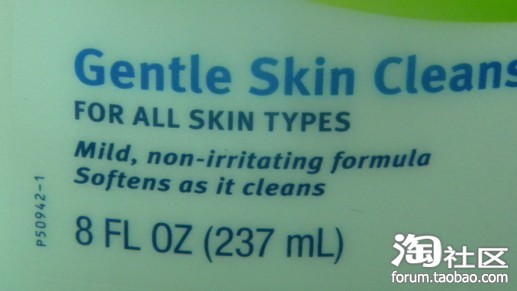 Gentle Skin Cleans
FOR ALL SKIN TYPES
Mild, non-irritating formula
Softens as it cleans
8 FL OZ (237 mL)
P50942-1
淘社区
forum.taobao.com